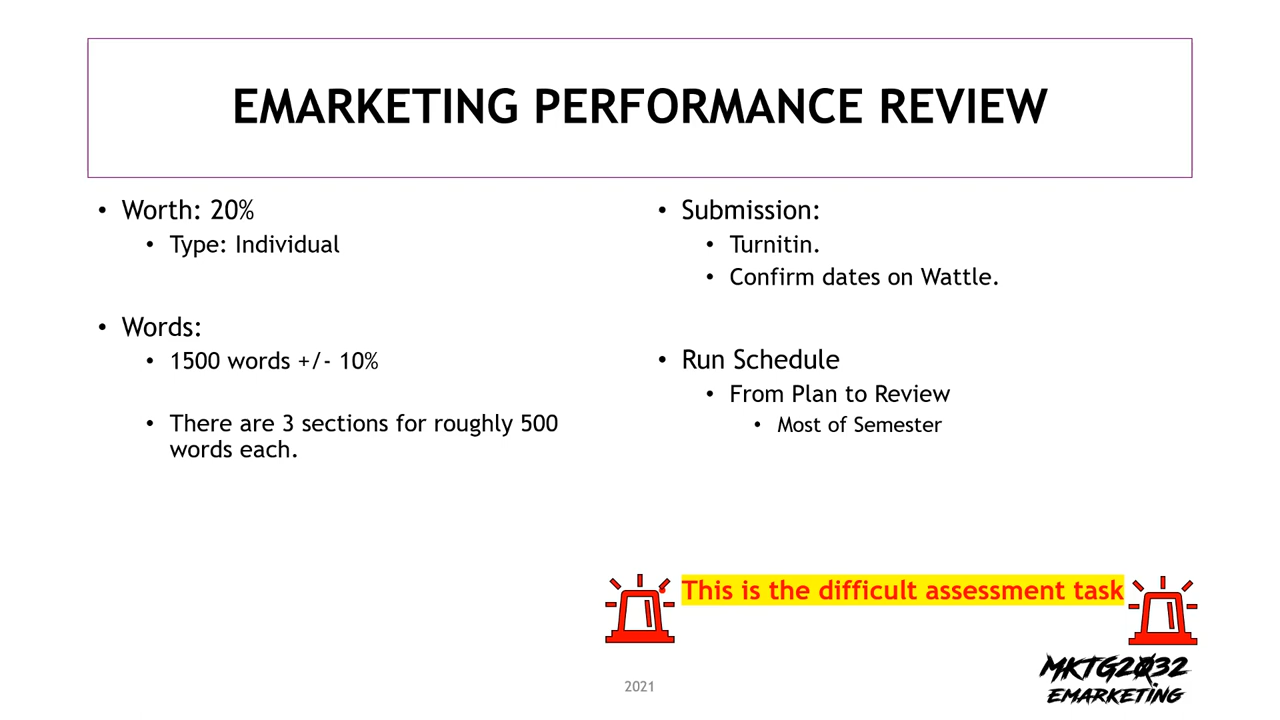 EMARKETING PERFORMANCE REVIEW
• Worth: 20%
• Type: Individual
• Words:
• 1500 words +/- 10%
• There are 3 sections for roughly 500
words each.
• Submission:
• Turnitin.
• Confirm dates on Wattle.
• Run Schedule
• From Plan to Review
• Most of Semester
• This is the difficult assessment task
2021
MKTG2032
EMARKETING